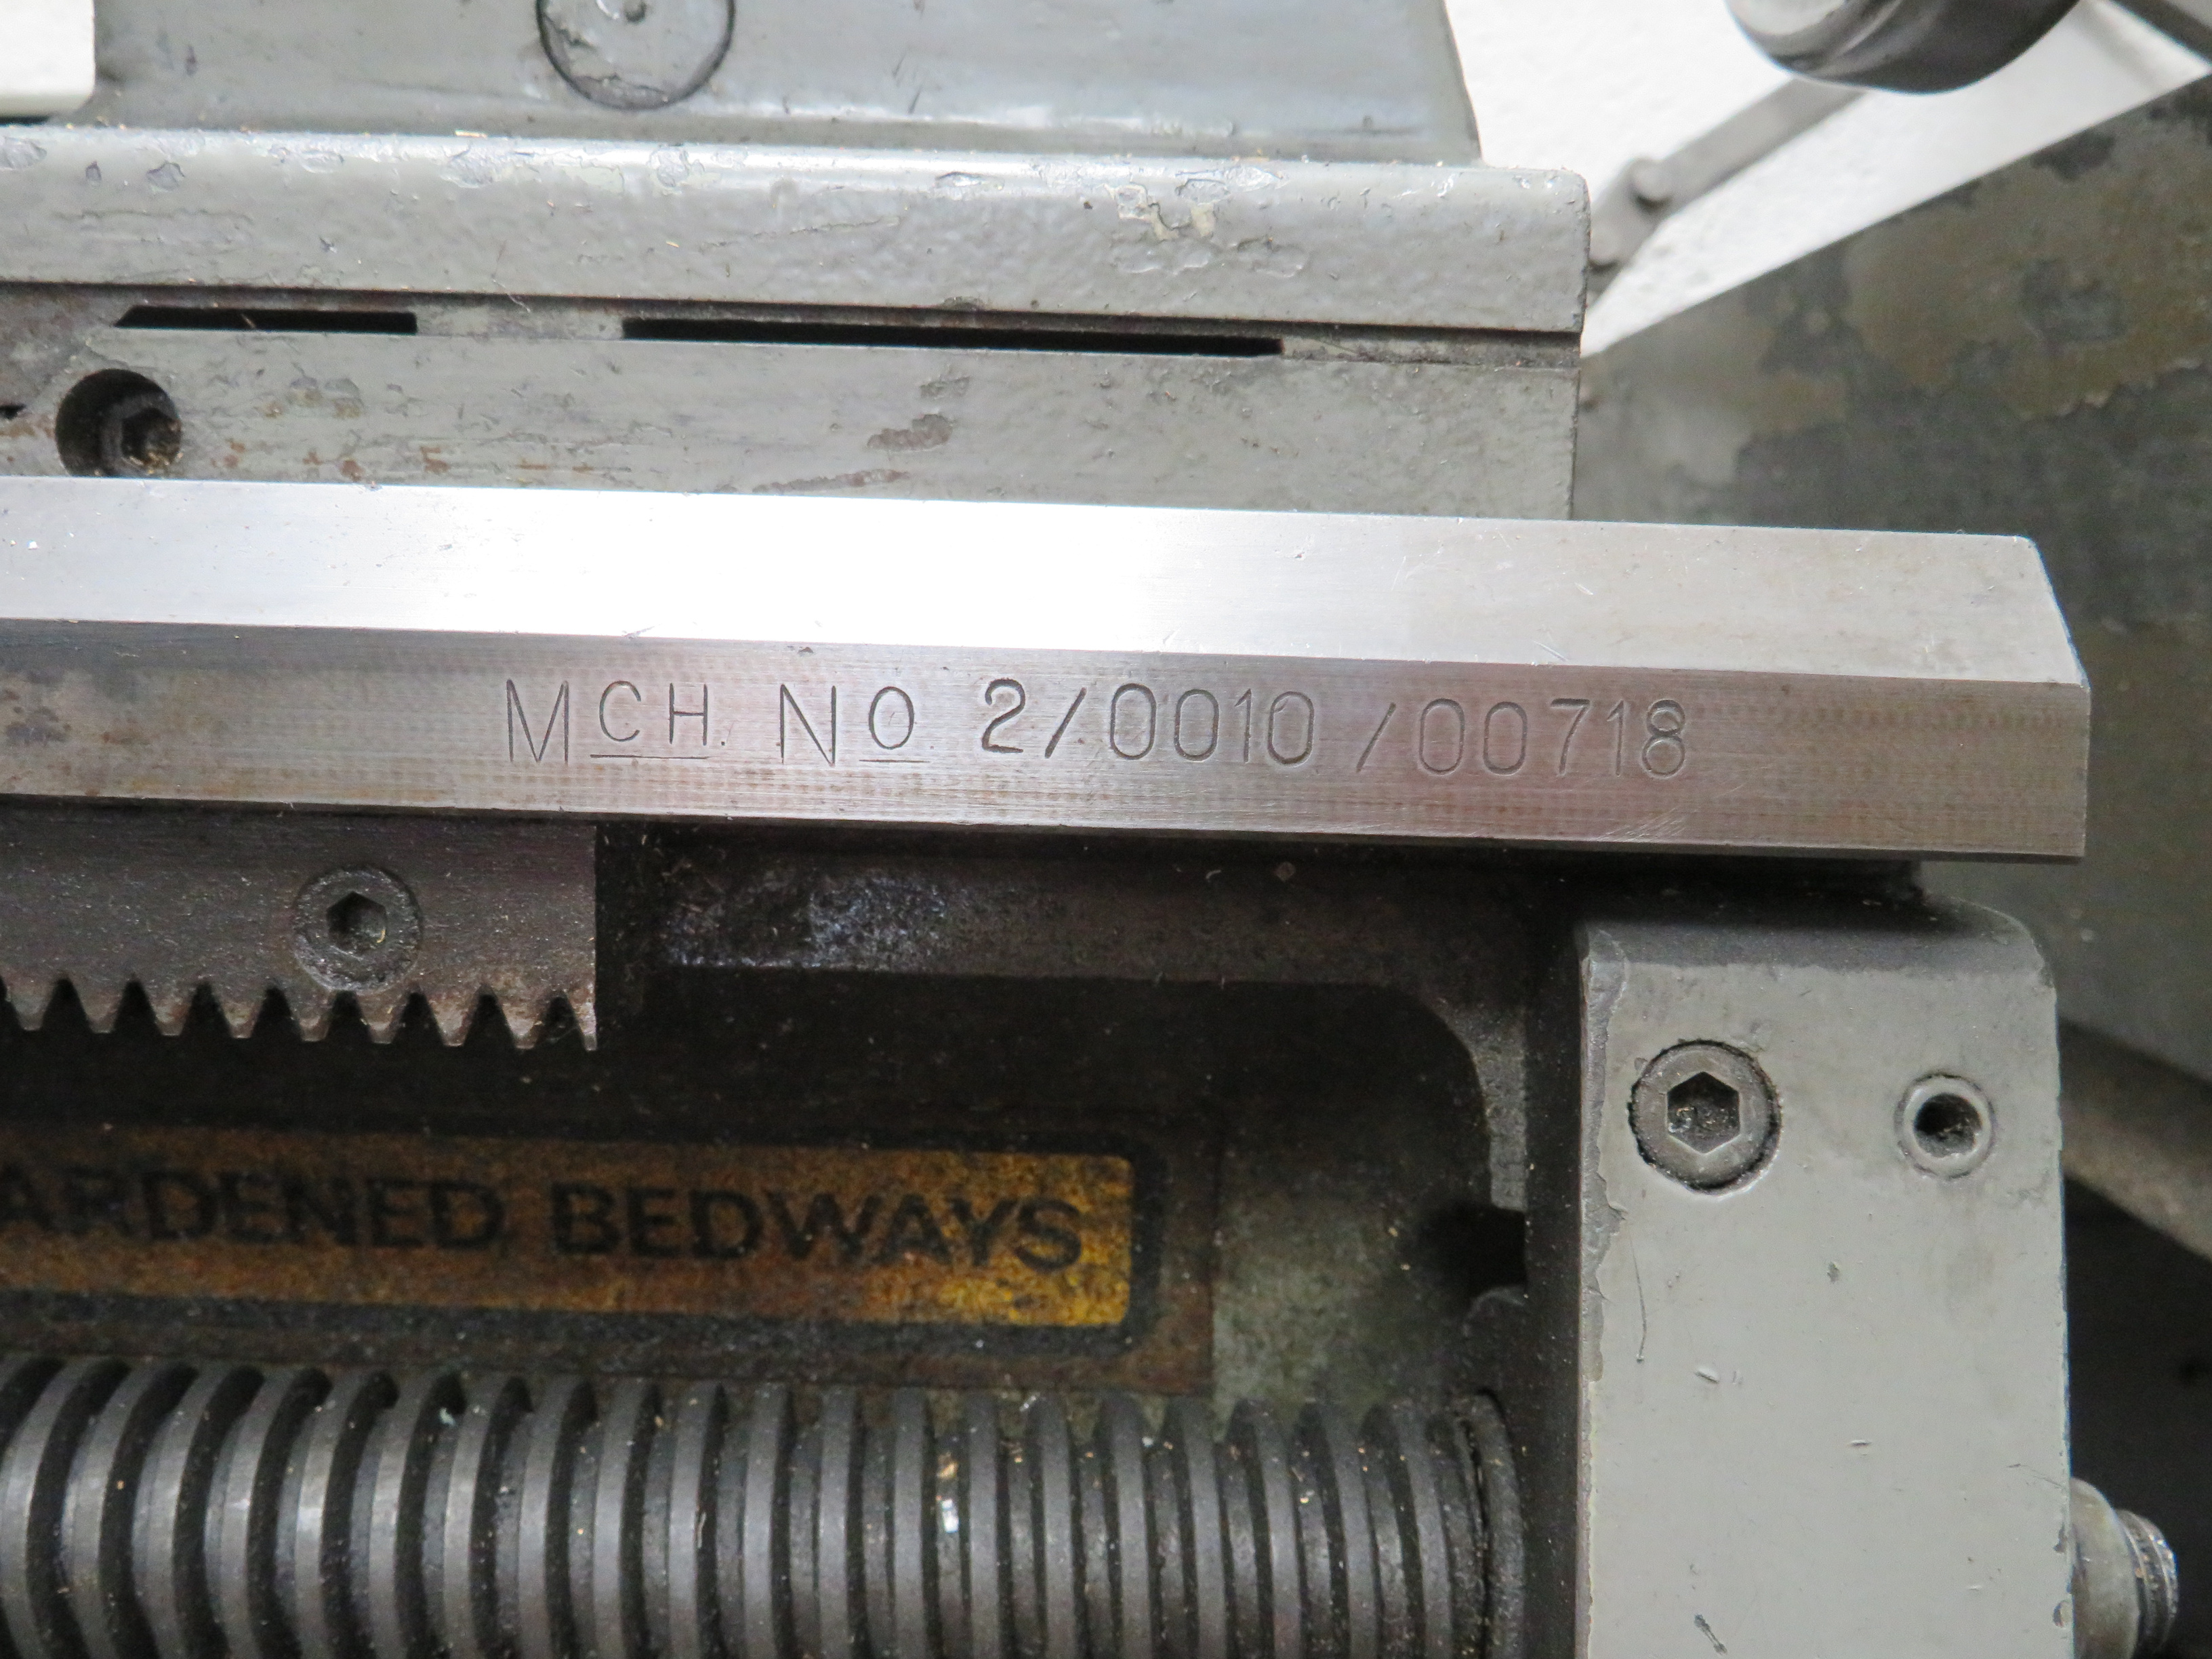 MCH. NO. 2/0010/00718
ARDENED BEDWAYS